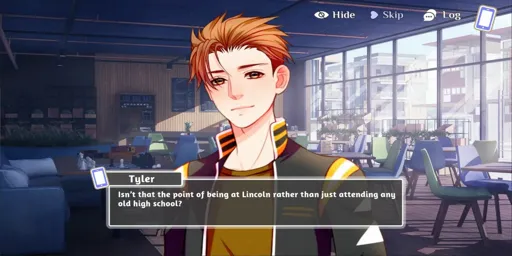 Hide Skip Log
Tyler
Isn't that the point of being at Lincoln rather than just attending any
old high school?